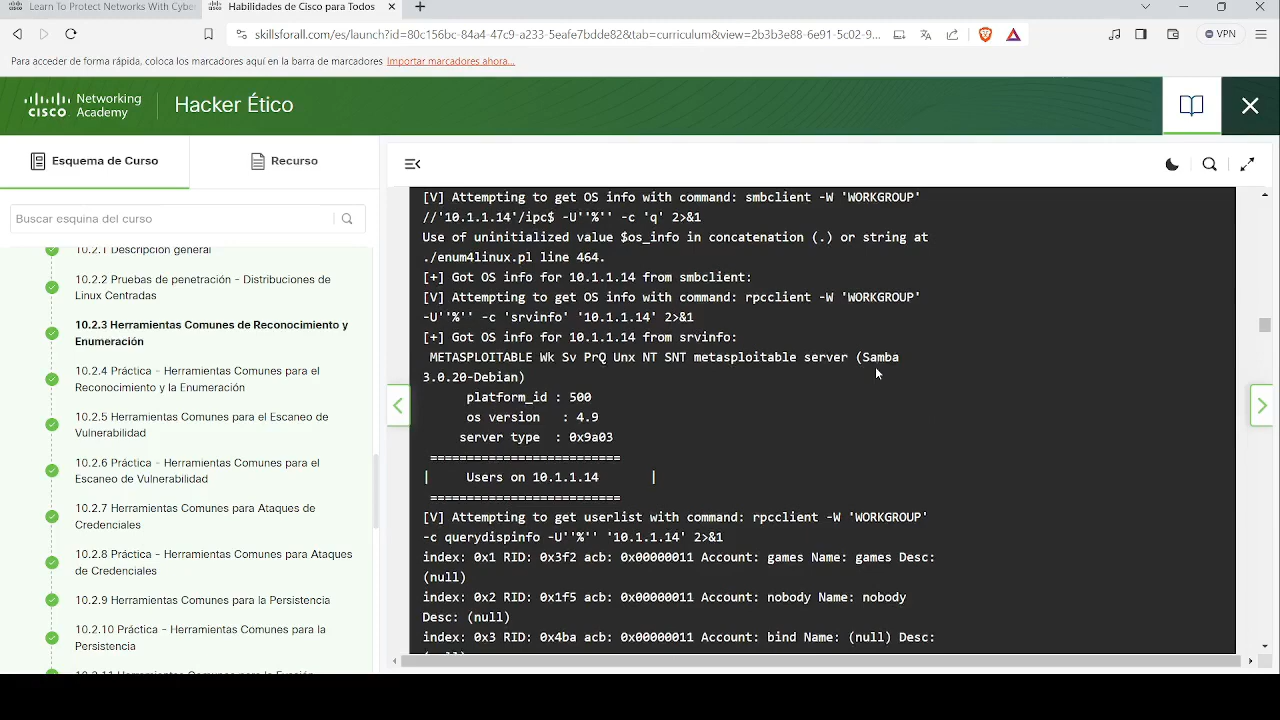 Learn To Protect Networks With Cyber
Habilidades de Cisco para Todos
skillsforall.com/es/launch?id=80c156bc-84a4-47c9-a233-5eafe7bdde82&tab=curriculum&view=2b3b3e88-6e91-5c02-9...
VPN
Para acceder de forma rápida, coloca los marcadores aquí en la barra de marcadores Importar marcadores ahora...
Networking
CISCO Academy
Hacker Ético
Esquema de Curso
Recurso
Buscar esquina del curso
10.2.1 Descripción general
10.2.2 Pruebas de penetración - Distribuciones de
Linux Centradas
10.2.3 Herramientas Comunes de Reconocimiento y
Enumeración
10.2.4 Práctica - Herramientas Comunes para el
Reconocimiento y la Enumeración
10.2.5 Herramientas Comunes para el Escaneo de
Vulnerabilidad
10.2.6 Práctica - Herramientas Comunes para el
Escaneo de Vulnerabilidad
10.2.7 Herramientas Comunes para Ataques de
Credenciales
10.2.8 Práctica - Herramientas Comunes para Ataques
de Credenciales
10.2.9 Herramientas Comunes para la Persistencia
10.2.10 Práctica - Herramientas Comunes para la
Persistencia
10.2.11 Herramientas Comunes para la Evasión
[V] Attempting to get OS info with command: smbclient -W 'WORKGROUP'
//'10.1.1.14'/ipc$ -U''%'' -c 'q' 2>&1
Use of uninitialized value $os_info in concatenation (.) or string at
./enum4linux.pl line 464.
[+] Got OS info for 10.1.1.14 from smbclient:
[V] Attempting to get OS info with command: rpcclient -W 'WORKGROUP'
-U''%'' -c 'srvinfo' '10.1.1.14' 2>&1
[+] Got OS info for 10.1.1.14 from srvinfo:
METASPLOITABLE Wk Sv PrQ Unx NT SNT metasploitable server (Samba
3.0.20-Debian)
platform_id : 500
os version : 4.9
server type : 0x9a03
==========================
| Users on 10.1.1.14 |
==========================
[V] Attempting to get userlist with command: rpcclient -W 'WORKGROUP'
-c querydispinfo -U''%'' '10.1.1.14' 2>&1
index: 0x1 RID: 0x3f2 acb: 0x00000011 Account: games Name: games Desc:
(null)
index: 0x2 RID: 0x1f5 acb: 0x00000011 Account: nobody Name: nobody
Desc: (null)
index: 0x3 RID: 0x4ba acb: 0x00000011 Account: bind Name: (null) Desc:
(null)